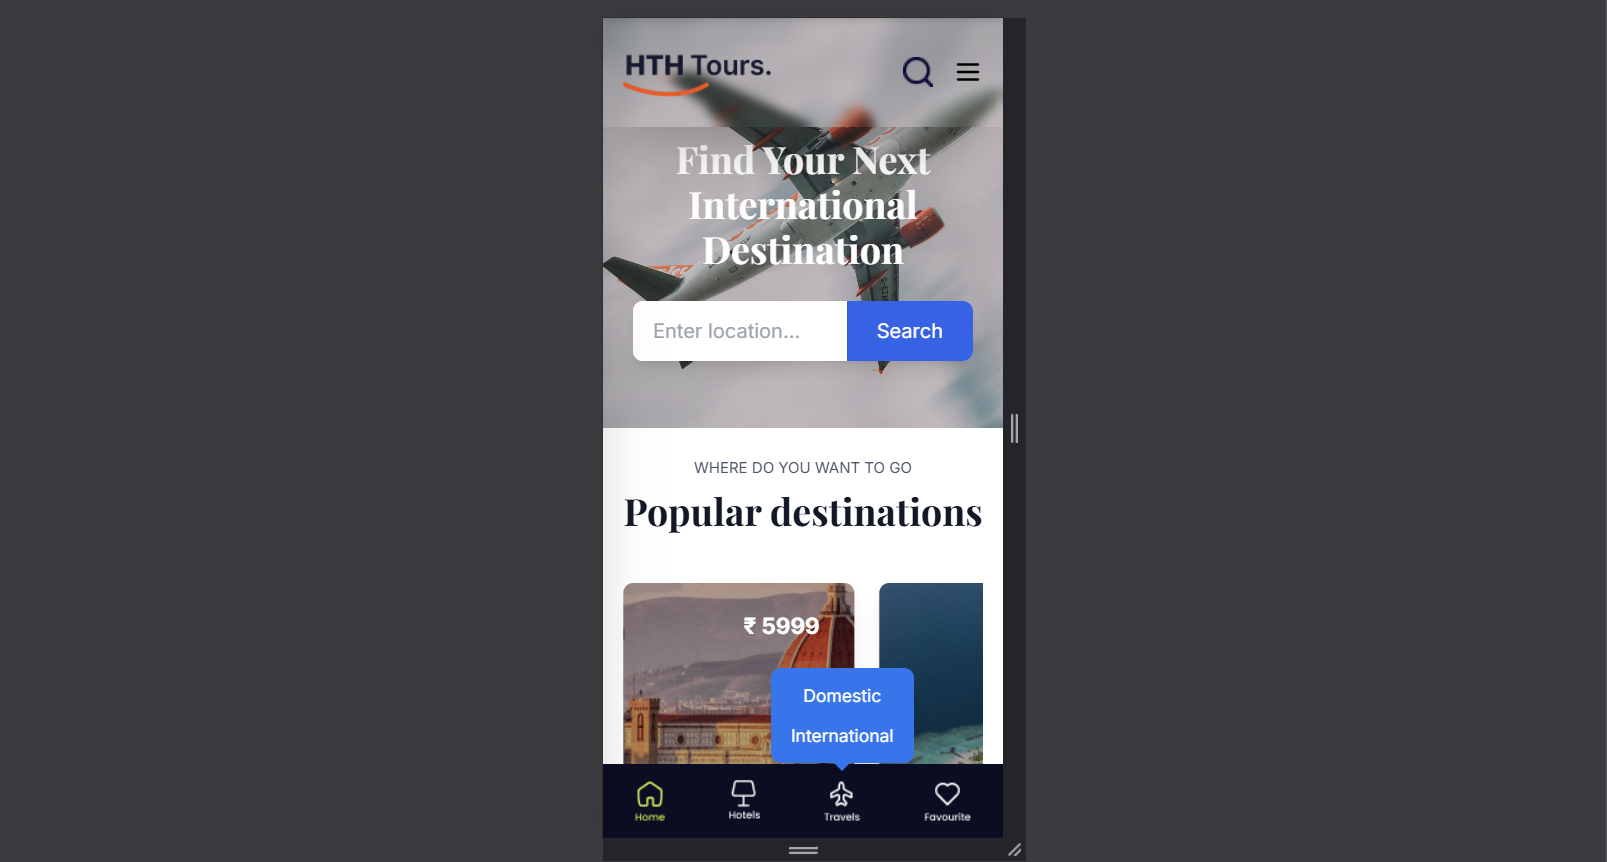 HTH Tours.
Find Your Next
International
Destination
Enter location...
Search
WHERE DO YOU WANT TO GO
Popular destinations
₹ 5999
Domestic
International
Home
Hotels
Travels
Favourite